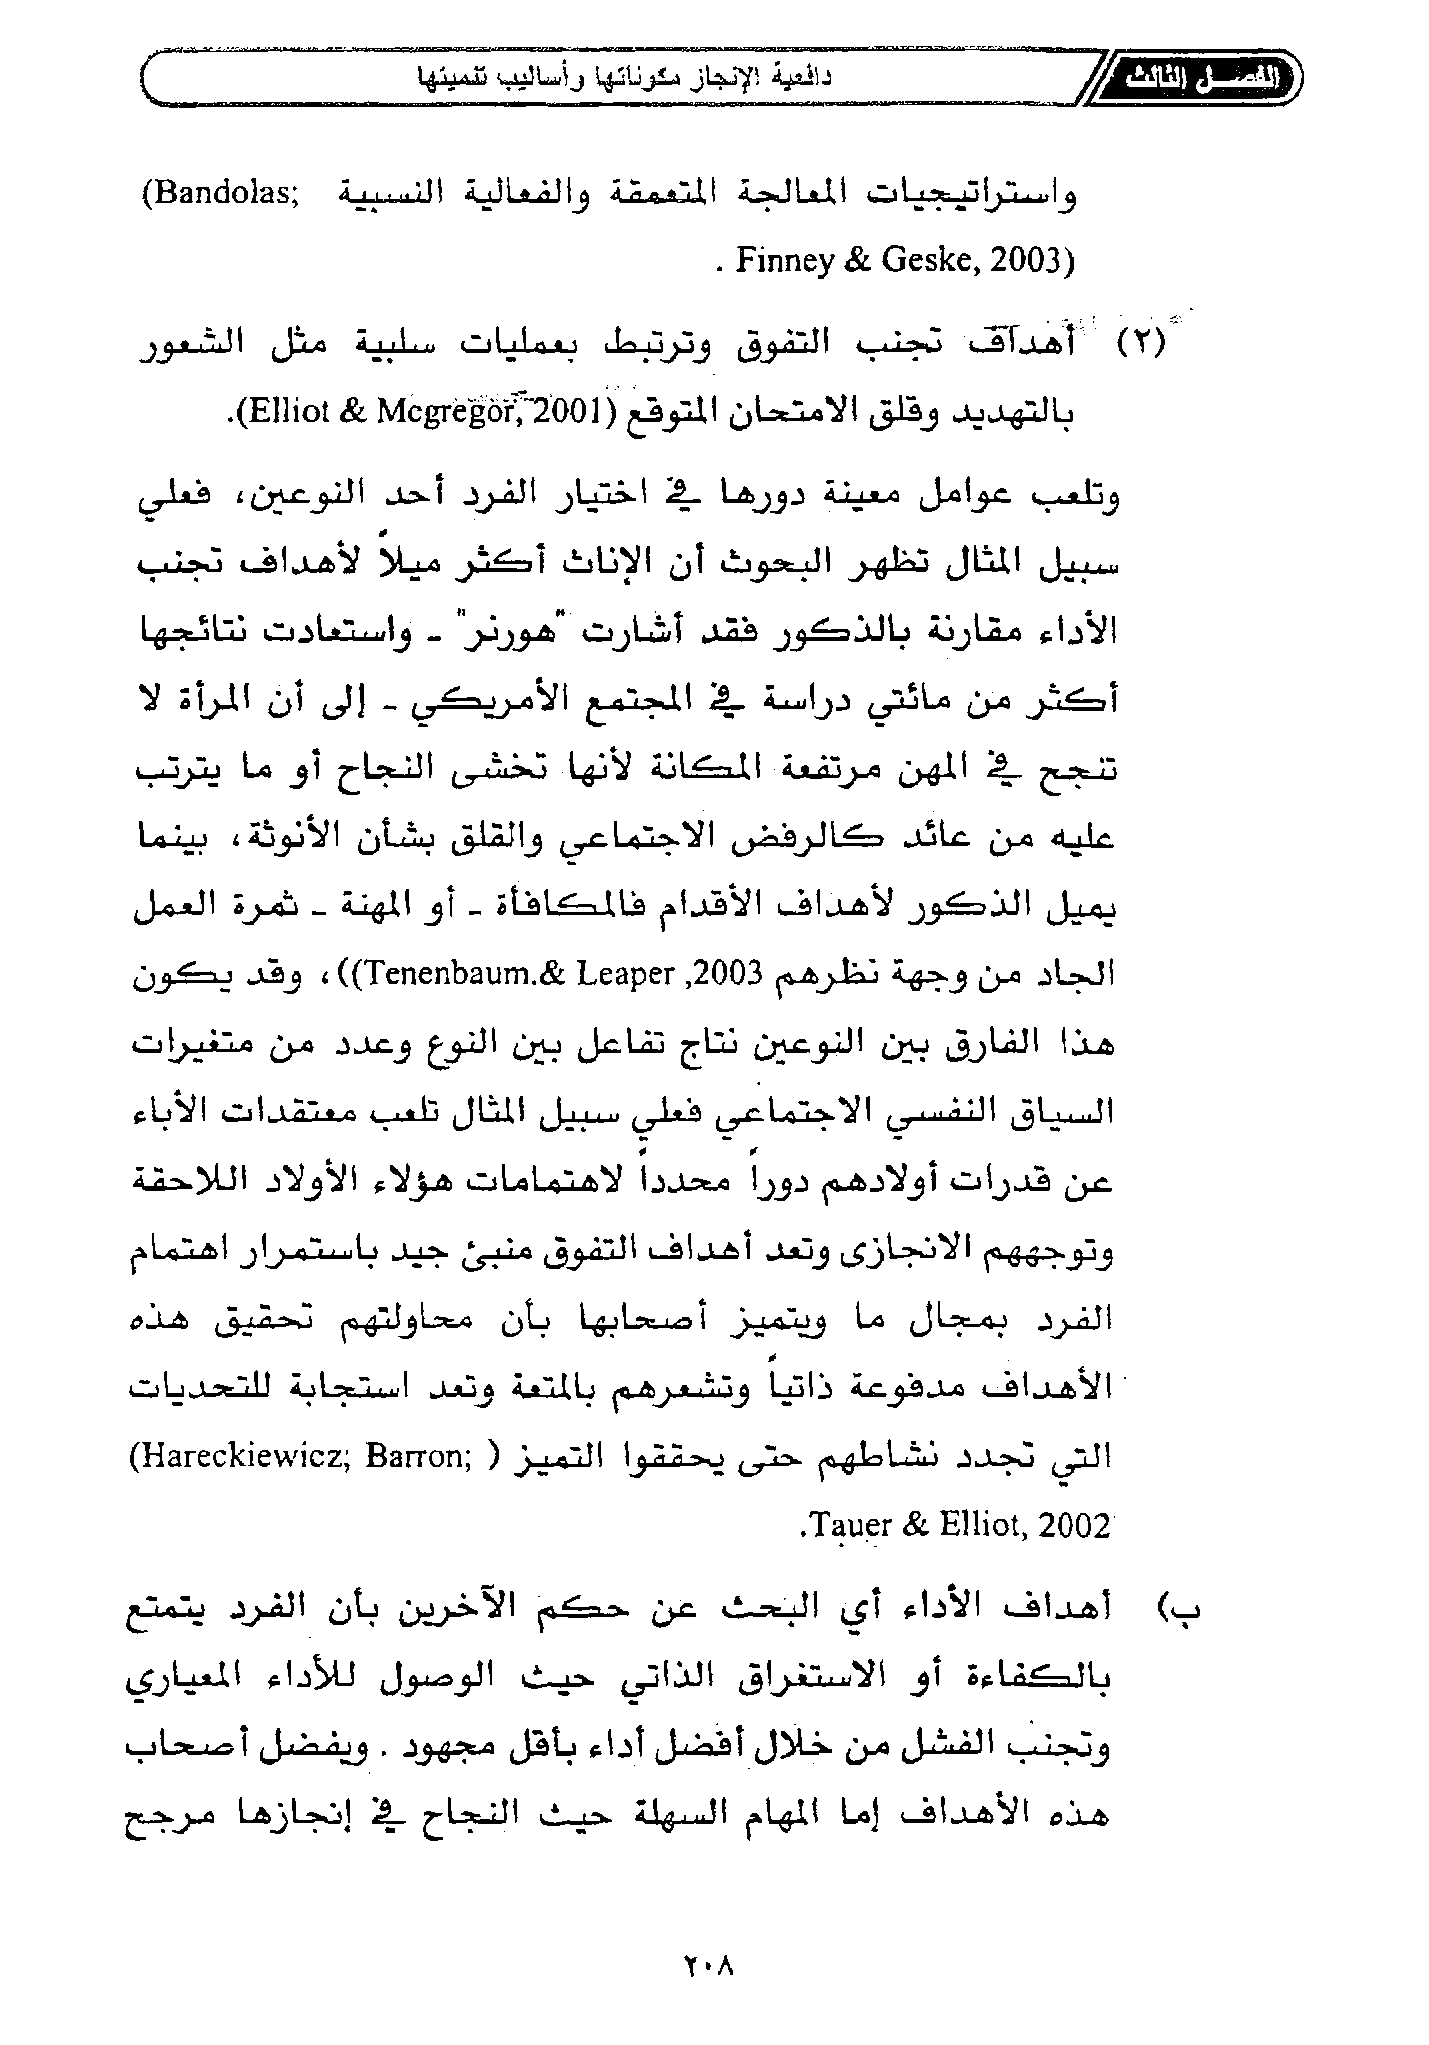 الفصل الثالث
دافعية الإنجاز مكوناتها وأساليب تنميتها
واستراتيجيات المعالجة المتعمقة والفعالية النسبية (Bandolas;
Finney & Geske, 2003) .
(٢) أهداف تجنب التفوق وترتبط بعمليات سلبية مثل الشعور
بالتهديد وقلق الامتحان المتوقع (Elliot & Mcgregor, 2001).
وتلعب عوامل معينة دورها في اختيار الفرد أحد النوعين، فعلي
سبيل المثال تظهر البحوث أن الإناث أكثر ميلاً لأهداف تجنب
الأداء مقارنة بالذكور فقد أشارت "هورنر" - واستعادت نتائجها
أكثر من مائتي دراسة في المجتمع الأمريكي - إلى أن المرأة لا
تنجح في المهن مرتفعة المكانة لأنها تخشى النجاح أو ما يترتب
عليه من عائد كالرفض الاجتماعي والقلق بشأن الأنوثة، بينما
يميل الذكور لأهداف الأقدام فالمكافأة - أو المهنة - ثمرة العمل
الجاد من وجهة نظرهم Tenenbaum.& Leaper ,2003))، وقد يكون
هذا الفارق بين النوعين نتاج تفاعل بين النوع وعدد من متغيرات
السياق النفسي الاجتماعي فعلي سبيل المثال تلعب معتقدات الأباء
عن قدرات أولادهم دوراً محدداً لاهتمامات هؤلاء الأولاد اللاحقة
وتوجههم الانجازى وتعد أهداف التفوق منبئ جيد باستمرار اهتمام
الفرد بمجال ما ويتميز أصحابها بأن محاولتهم تحقيق هذه
الأهداف مدفوعة ذاتياً وتشعرهم بالمتعة وتعد استجابة للتحديات
التي تجدد نشاطهم حتى يحققوا التميز ( Hareckiewicz; Barron;)
Tauer & Elliot, 2002.
ب) أهداف الأداء أي البحث عن حكم الآخرين بأن الفرد يتمتع
بالكفاءة أو الاستغراق الذاتي حيث الوصول للأداء المعياري
وتجنب الفشل من خلال أفضل أداء بأقل مجهود . ويفضل أصحاب
هذه الأهداف إما المهام السهلة حيث النجاح في إنجازها مرجح
٢٠٨